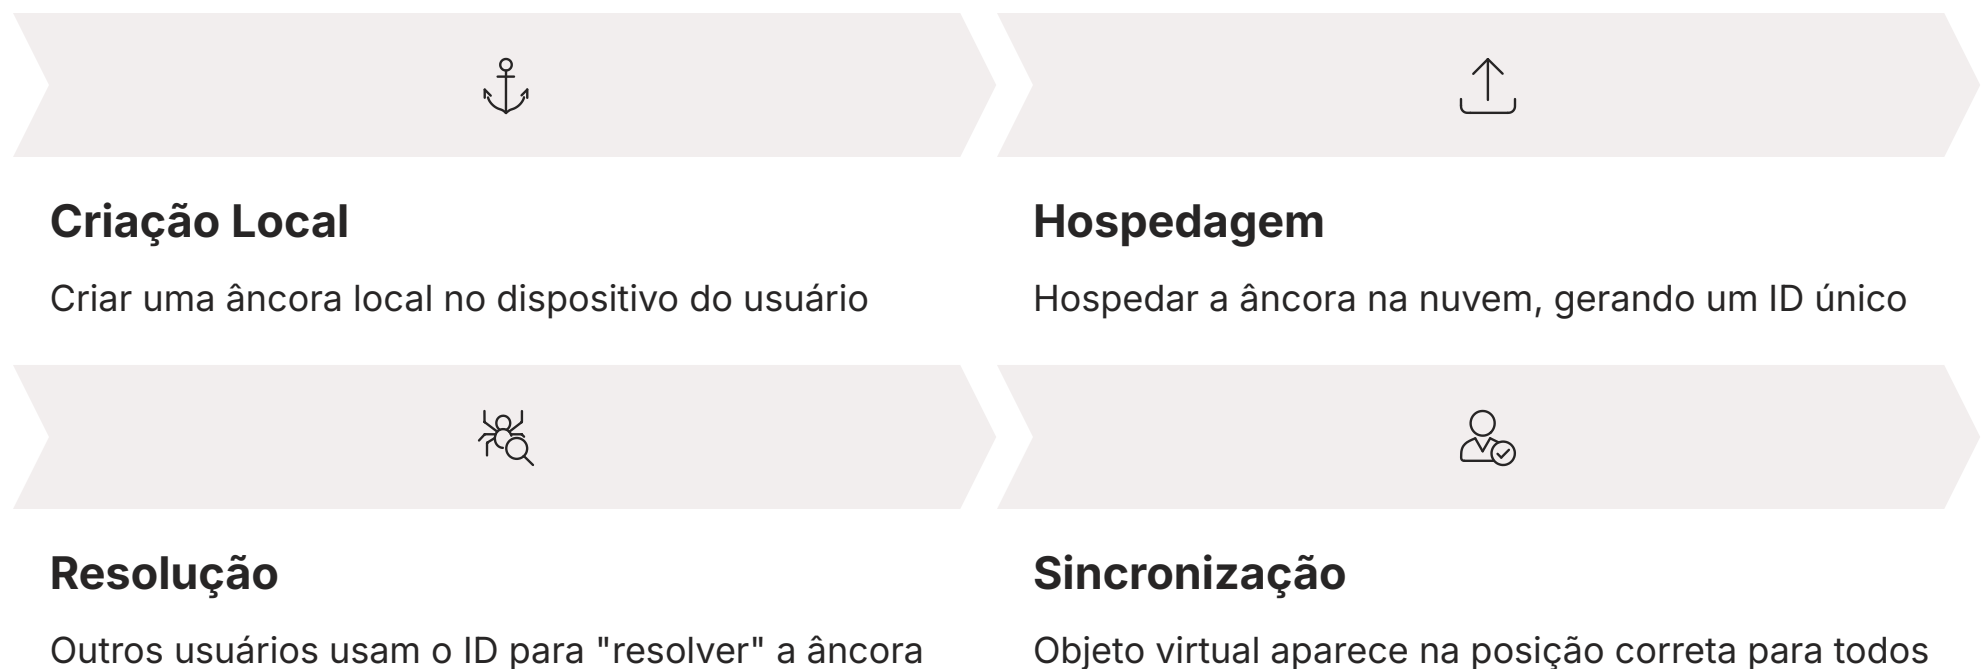 Criação Local
Criar uma âncora local no dispositivo do usuário
Hospedagem
Hospedar a âncora na nuvem, gerando um ID único
Resolução
Outros usuários usam o ID para "resolver" a âncora
Sincronização
Objeto virtual aparece na posição correta para todos